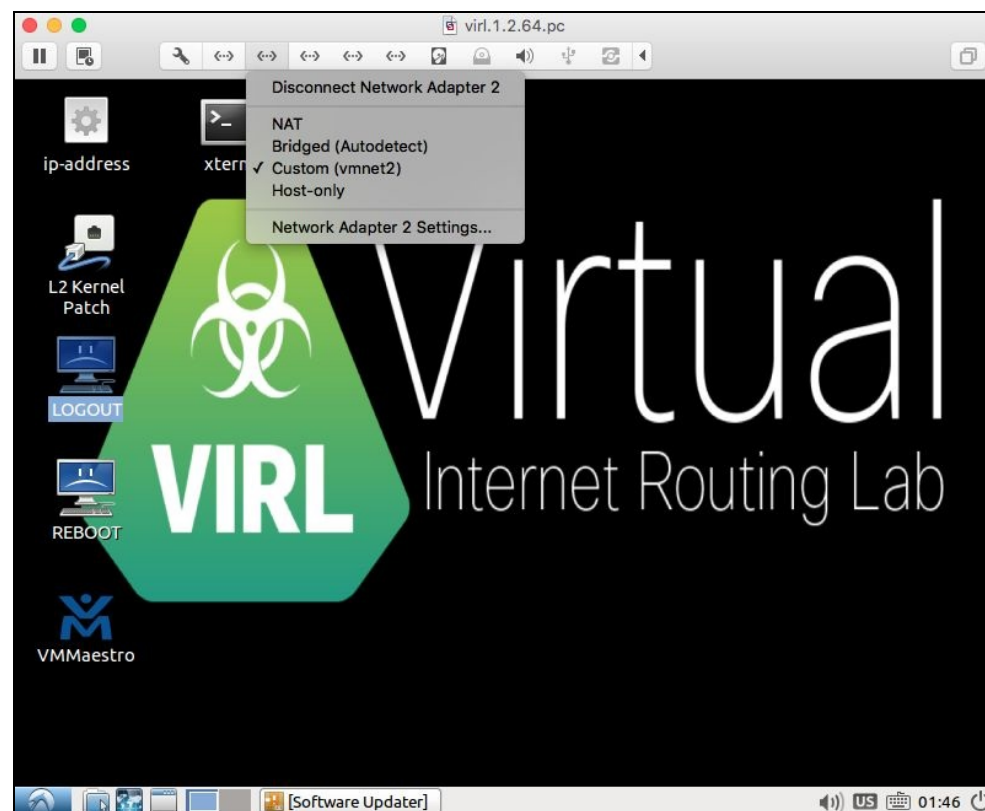 virl.1.2.64.pc
Disconnect Network Adapter 2
NAT
Bridged (Autodetect)
✓ Custom (vmnet2)
Host-only
Network Adapter 2 Settings...
ip-address
xterm
L2 Kernel
Patch
LOGOUT
REBOOT
VMMaestro
VIRL
Virtual
Internet Routing Lab
[Software Updater]
US
01:46